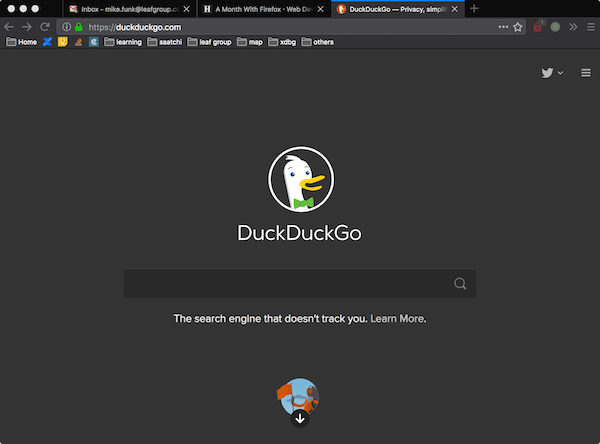 Inbox – mike.funk@leafgroup.co
A Month With Firefox · Web Dev
DuckDuckGo — Privacy, simpli
https://duckduckgo.com
Home
learning
saatchi
leaf group
map
xdbg
others
DuckDuckGo
The search engine that doesn't track you. Learn More.